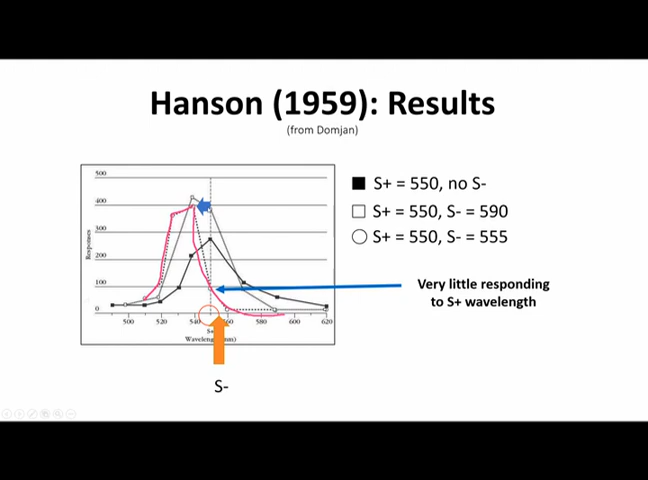 Hanson (1959): Results
(from Domjan)
500
400
300
200
100
0
Responses
500
520
540
560
580
600
620
S+
S+ = 550, no S-
S+ = 550, S- = 590
S+ = 550, S- = 555
Very little responding
to S+ wavelength
S-